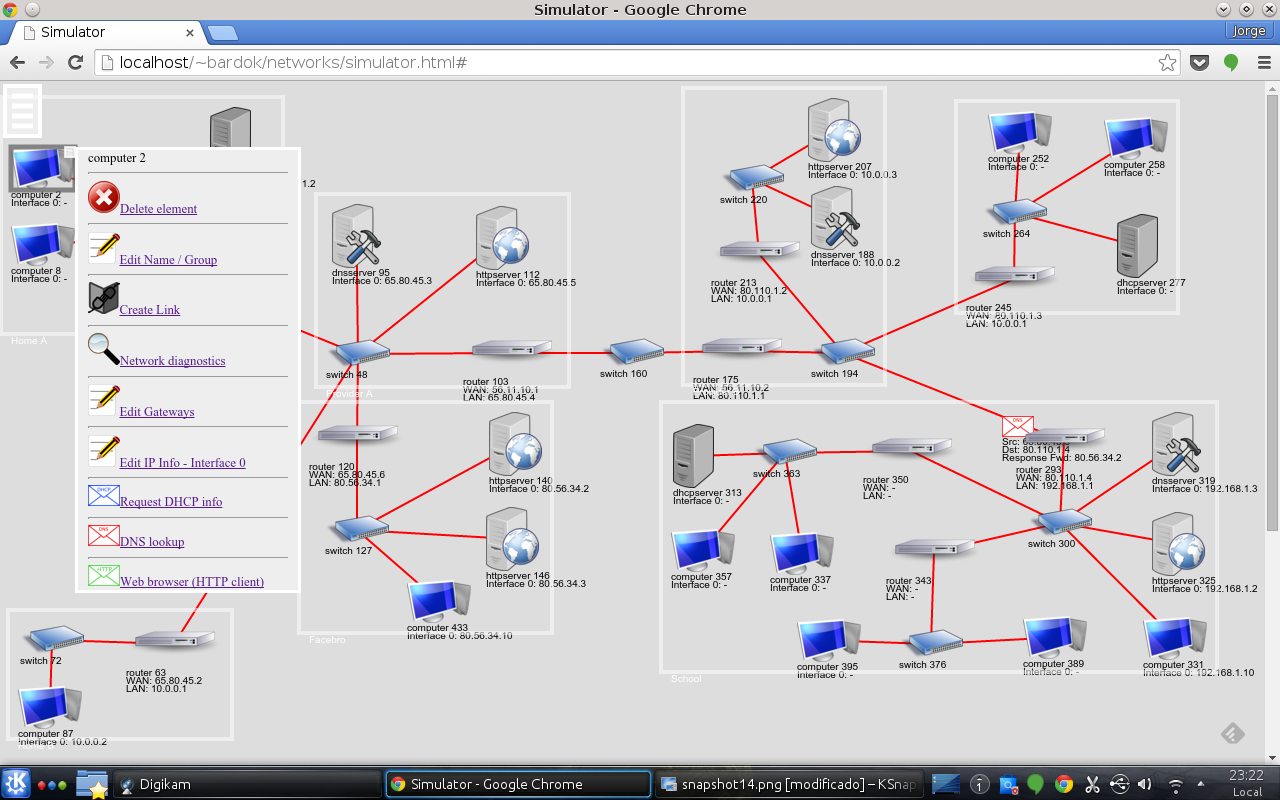 Simulator - Google Chrome
Simulator
Jorge
localhost/~bardok/networks/simulator.html#
computer 2
Interface 0: -
computer 8
Interface 0: -
Home A
1.2
computer 2
Delete element
Edit Name / Group
Create Link
Network diagnostics
Edit Gateways
Edit IP Info - Interface 0
DHCP
Request DHCP info
DNS
DNS lookup
HTTP
Web browser (HTTP client)
dnsserver 95
Interface 0: 65.80.45.3
httpserver 112
Interface 0: 65.80.45.5
switch 48
router 103
WAN: 56.11.10.1
LAN: 65.80.45.4
Provider A
switch 160
httpserver 207
Interface 0: 10.0.0.3
switch 220
dnsserver 188
Interface 0: 10.0.0.2
router 213
WAN: 80.110.1.2
LAN: 10.0.0.1
router 175
WAN: 56.11.10.2
LAN: 80.110.1.1
switch 194
computer 252
Interface 0: -
computer 258
Interface 0: -
switch 264
dhcpserver 277
Interface 0: -
router 245
WAN: 80.110.1.3
LAN: 10.0.0.1
router 120
WAN: 65.80.45.6
LAN: 80.56.34.1
httpserver 140
Interface 0: 80.56.34.2
switch 127
httpserver 146
Interface 0: 80.56.34.3
computer 433
Interface 0: 80.56.34.10
Facebro
dhcpserver 313
Interface 0: -
switch 363
router 350
WAN: -
LAN: -
DNS
Dst: 80.110.1.4
Response Fwd: 80.56.34.2
router 293
WAN: 80.110.1.4
LAN: 192.168.1.1
dnsserver 319
Interface 0: 192.168.1.3
computer 357
Interface 0: -
computer 337
Interface 0: -
router 343
WAN: -
LAN: -
switch 300
httpserver 325
Interface 0: 192.168.1.2
computer 395
Interface 0: -
switch 376
computer 389
Interface 0: -
computer 331
Interface 0: 192.168.1.10
School
switch 72
router 63
WAN: 65.80.45.2
LAN: 10.0.0.1
computer 87
Interface 0: 10.0.0.2
Digikam
Simulator - Google Chrome
snapshot14.png [modificado] – KSnap
1
23:22
Local